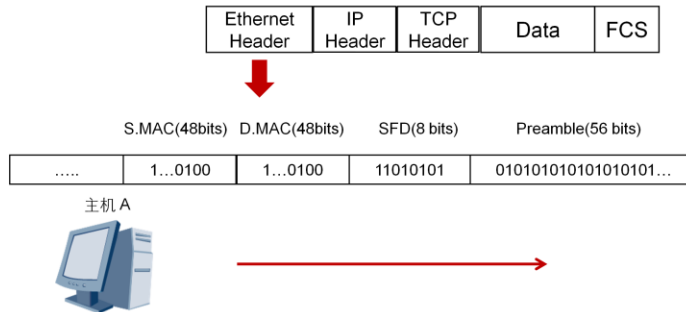 Ethernet Header IP Header TCP Header Data FCS
S.MAC(48bits) D.MAC(48bits) SFD(8 bits) Preamble(56 bits)
..... 1...0100 1...0100 11010101 010101010101010101...
主机 A